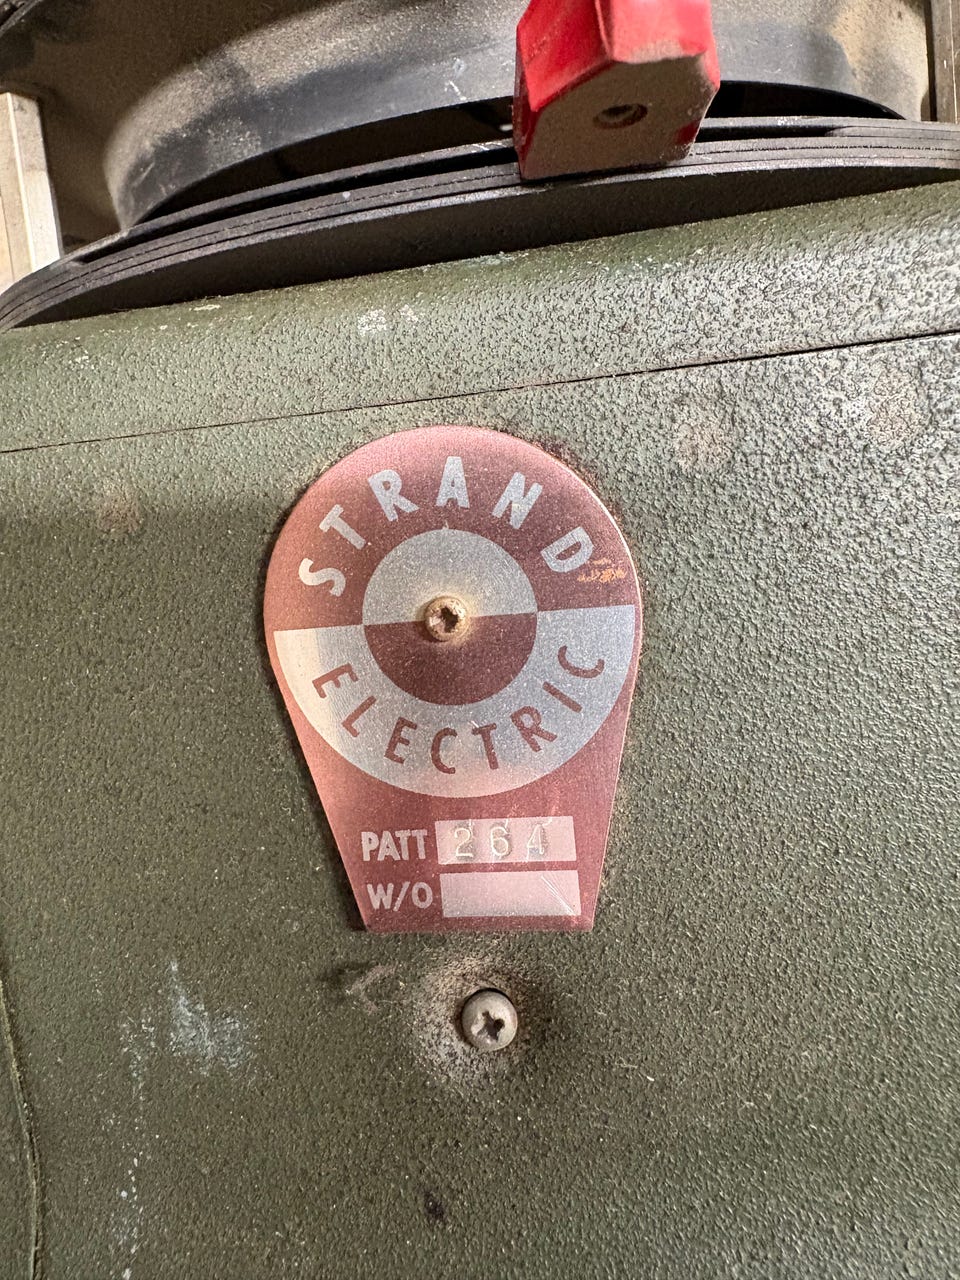 STRAND
ELECTRIC
PATT 264
W/O